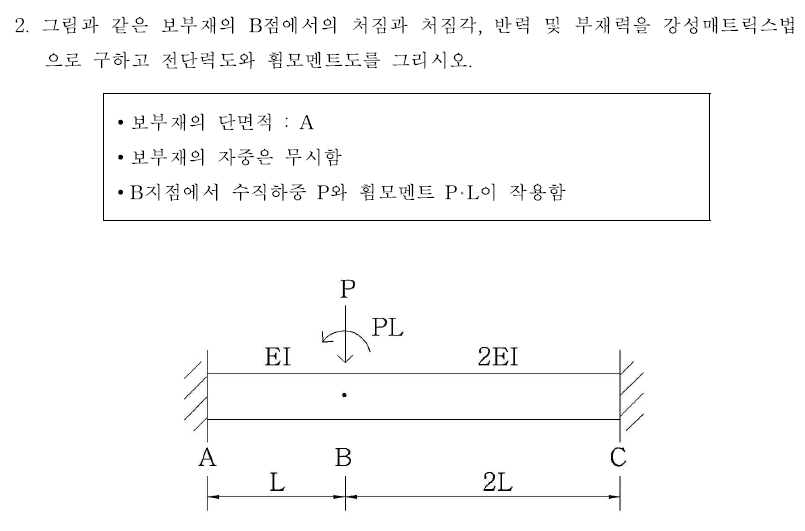 2. 그림과 같은 보부재의 B점에서의 처짐과 처짐각, 반력 및 부재력을 강성매트릭스법
으로 구하고 전단력도와 휨모멘트도를 그리시오.
• 보부재의 단면적 : A
• 보부재의 자중은 무시함
• B지점에서 수직하중 P와 휨모멘트 P·L이 작용함
P
PL
EI 2EI
A B C
L 2L